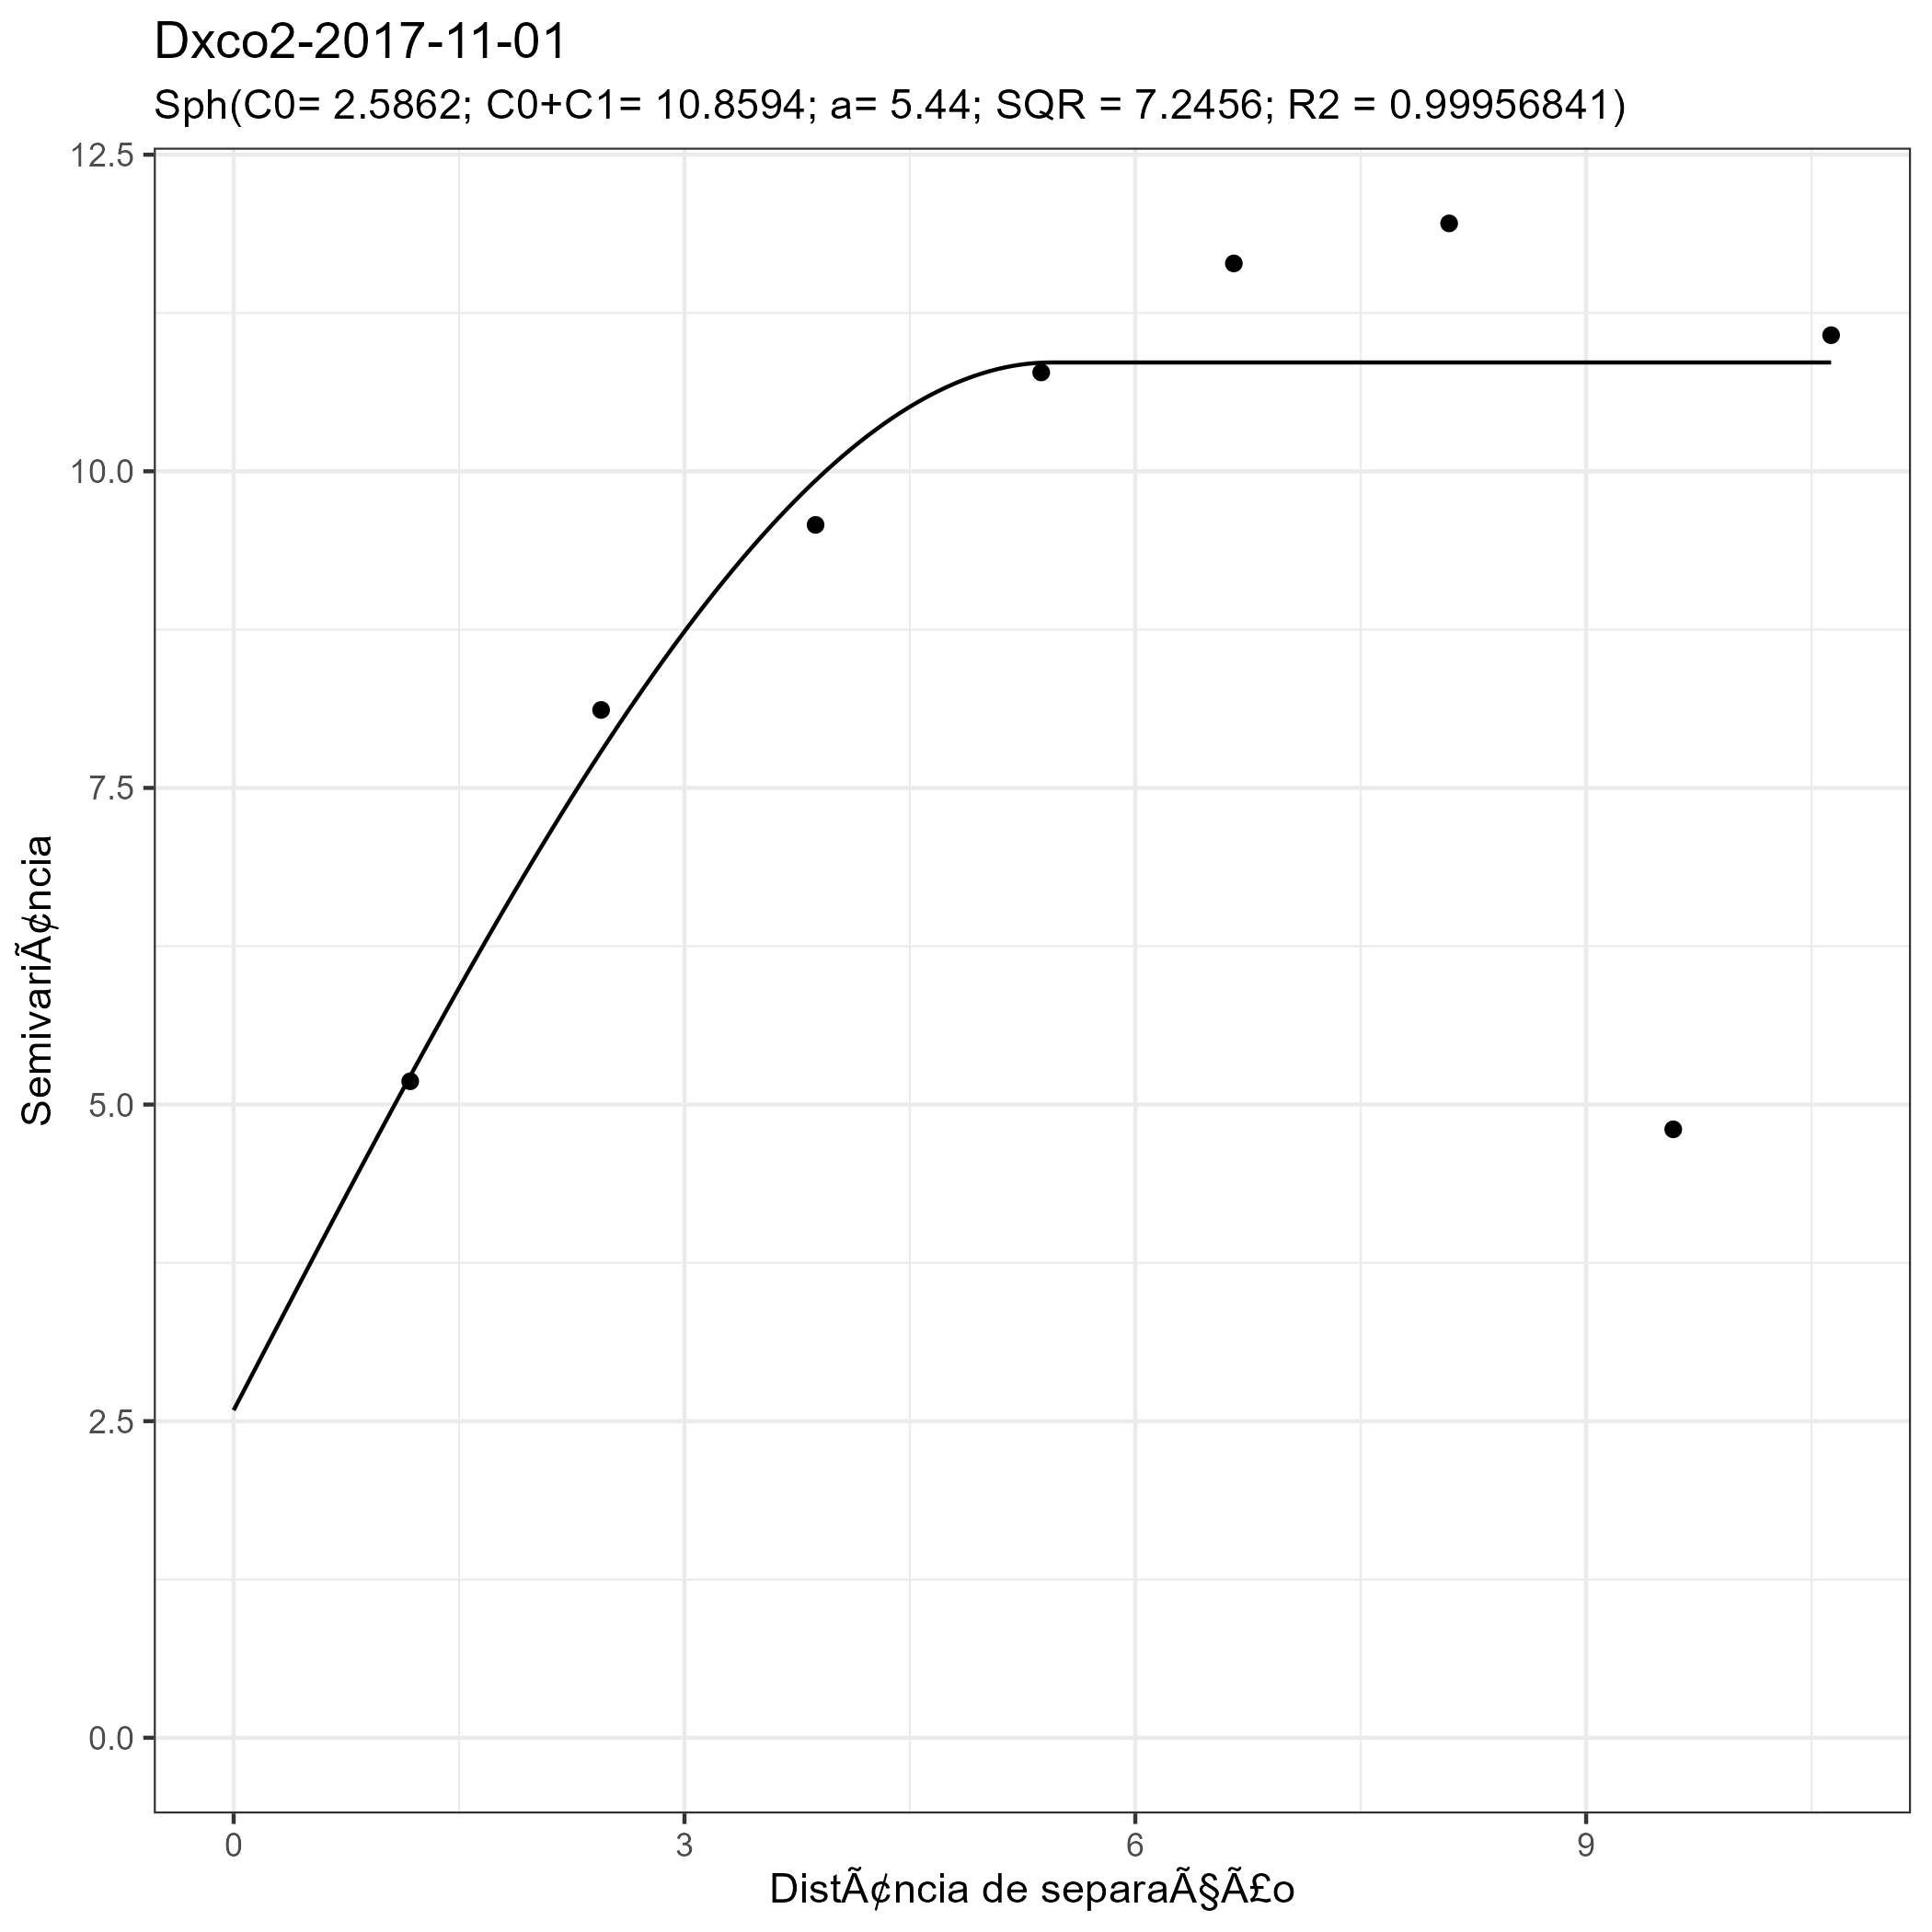 Dxco2-2017-11-01
Sph(C0= 2.5862; C0+C1= 10.8594; a= 5.44; SQR = 7.2456; R2 = 0.99956841)
12.5
10.0
7.5
5.0
2.5
0.0
SemivariÃ¢ncia
0 3 6 9
DistÃ¢ncia de separaÃ§Ã£o